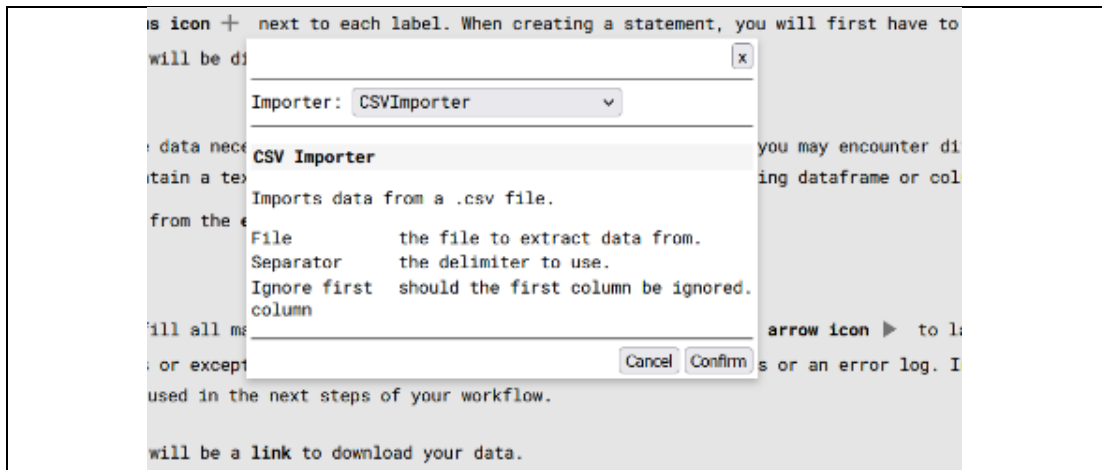 s icon + next to each label. When creating a statement, you will first have to
will be di
x
Importer: CSVImporter
data nece
you may encounter di
CSV Importer
tain a tex
ing dataframe or col
Imports data from a .csv file.
from the e
File the file to extract data from.
Separator the delimiter to use.
Ignore first should the first column be ignored.
column
ill all ma
arrow icon ▶ to la
or except
Cancel Confirm
s or an error log. I
used in the next steps of your workflow.
will be a link to download your data.